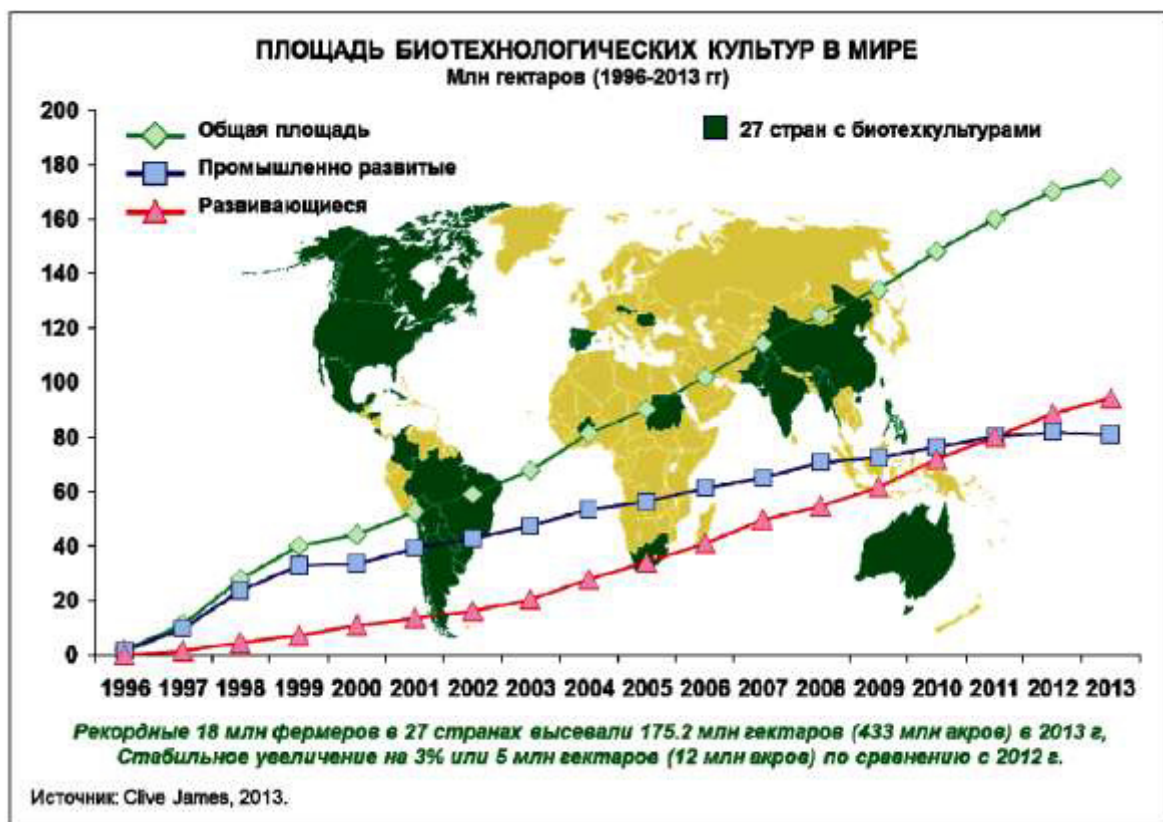 ПЛОЩАДЬ БИОТЕХНОЛОГИЧЕСКИХ КУЛЬТУР В МИРЕ
Млн гектаров (1996-2013 гг)
Общая площадь
Промышленно развитые
Развивающиеся
27 стран с биотехкультурами
200
180
160
140
120
100
80
60
40
20
0
1996 1997 1998 1999 2000 2001 2002 2003 2004 2005 2006 2007 2008 2009 2010 2011 2012 2013
Рекордные 18 млн фермеров в 27 странах высевали 175.2 млн гектаров (433 млн акров) в 2013 г,
Стабильное увеличение на 3% или 5 млн гектаров (12 млн акров) по сравнению с 2012 г.
Источник: Clive James, 2013.